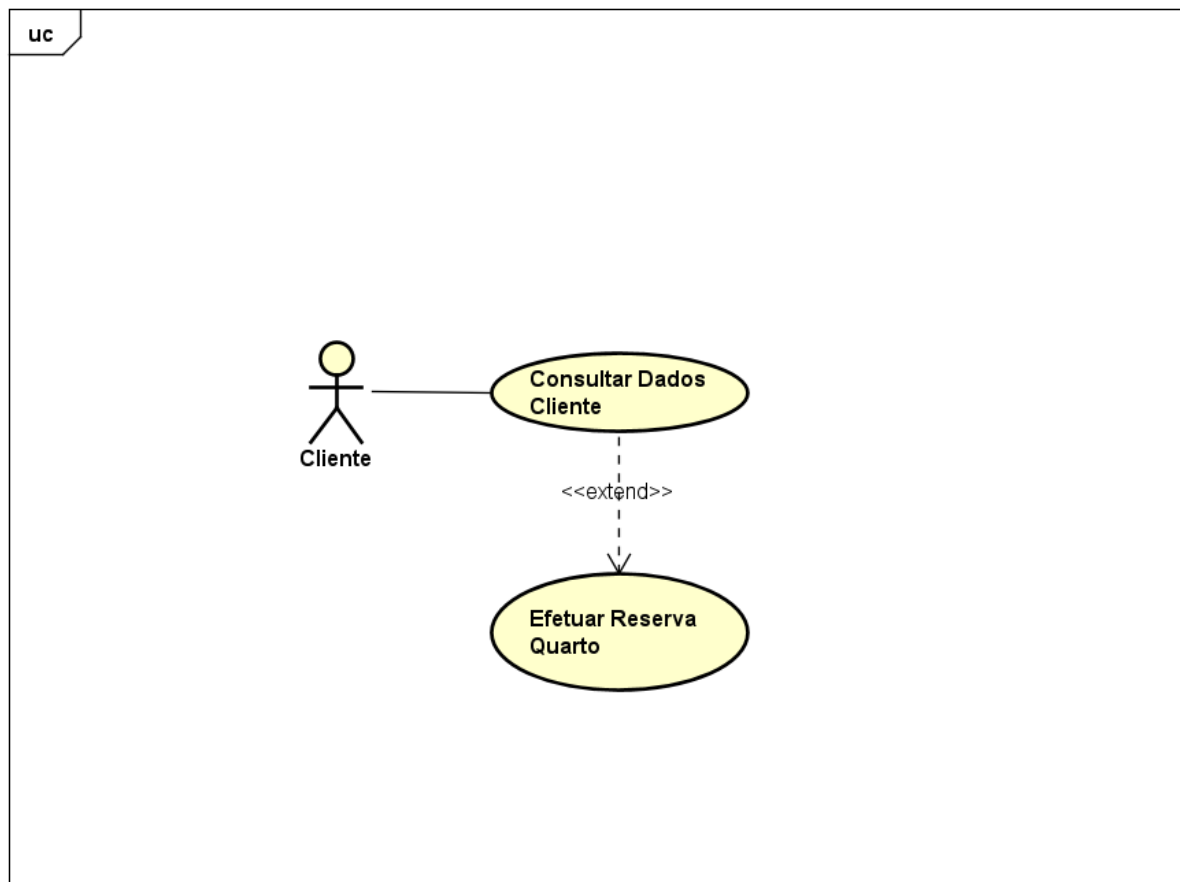 uc
Consultar Dados
Cliente
Cliente
<<extend>>
Efetuar Reserva
Quarto